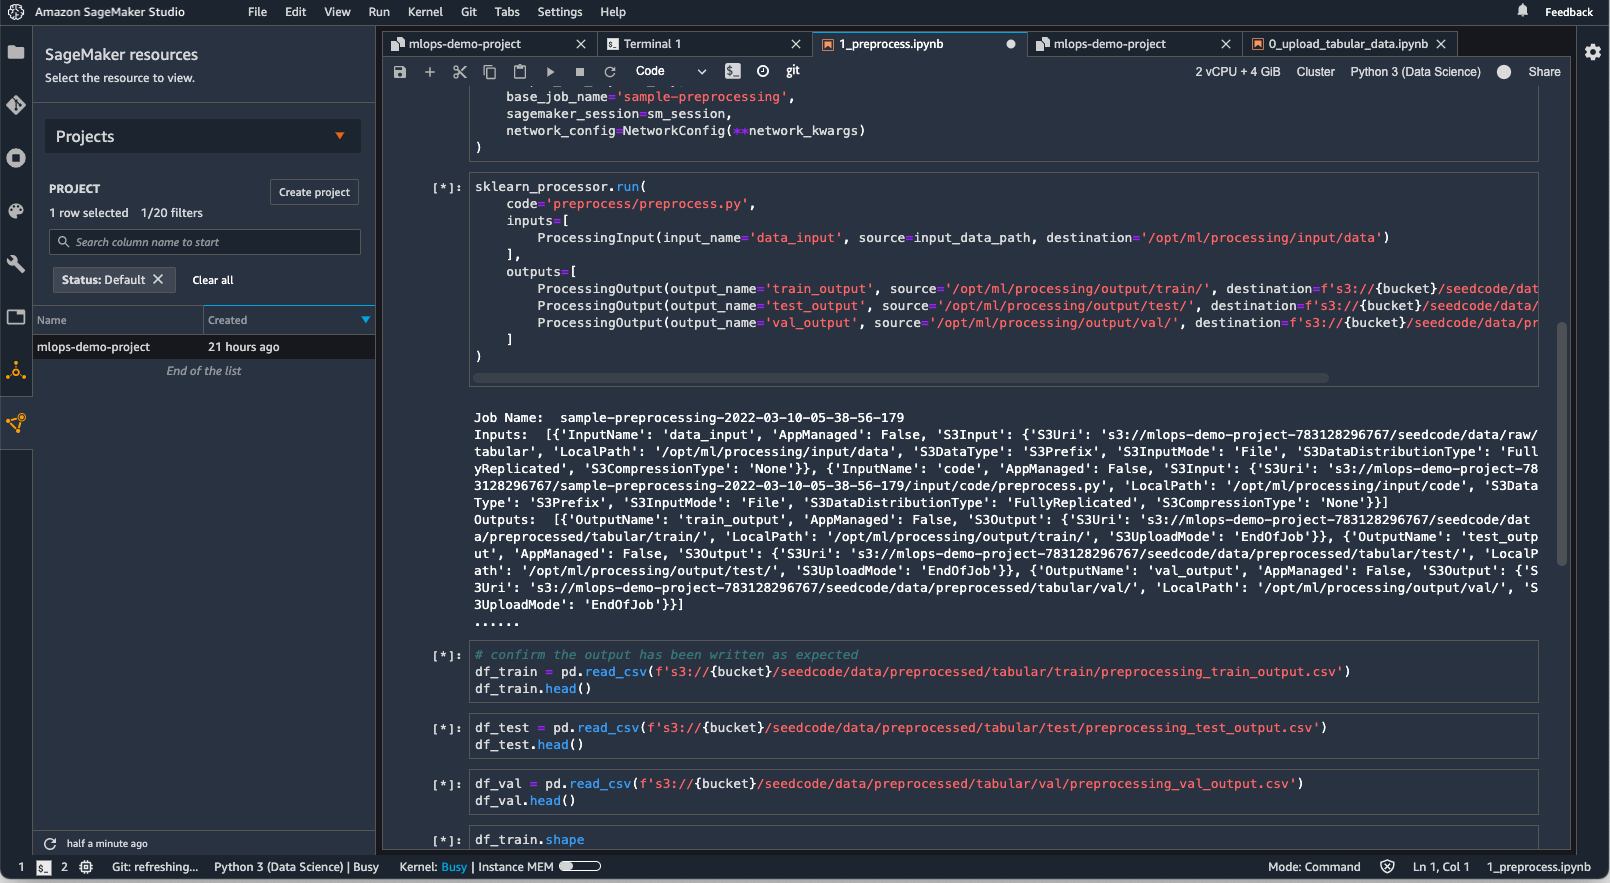 Amazon SageMaker Studio
File Edit View Run Kernel Git Tabs Settings Help
Feedback
SageMaker resources
Select the resource to view.
Projects
PROJECT
Create project
1 row selected 1/20 filters
Search column name to start
Status: Default
Clear all
Name Created
mlops-demo-project 21 hours ago
End of the list
half a minute ago
mlops-demo-project
Terminal 1
1_preprocess.ipynb
mlops-demo-project
0_upload_tabular_data.ipynb
Code
git
2 vCPU + 4 GiB Cluster Python 3 (Data Science) Share
base_job_name='sample-preprocessing',
sagemaker_session=sm_session,
network_config=NetworkConfig(**network_kwargs)
)
[*]: sklearn_processor.run(
code='preprocess/preprocess.py',
inputs=[
ProcessingInput(input_name='data_input', source=input_data_path, destination='/opt/ml/processing/input/data')
],
outputs=[
ProcessingOutput(output_name='train_output', source='/opt/ml/processing/output/train/', destination=f's3://{bucket}/seedcode/dat
ProcessingOutput(output_name='test_output', source='/opt/ml/processing/output/test/', destination=f's3://{bucket}/seedcode/data/
ProcessingOutput(output_name='val_output', source='/opt/ml/processing/output/val/', destination=f's3://{bucket}/seedcode/data/pr
]
)
Job Name: sample-preprocessing-2022-03-10-05-38-56-179
Inputs: [{'InputName': 'data_input', 'AppManaged': False, 'S3Input': {'S3Uri': 's3://mlops-demo-project-783128296767/seedcode/data/raw/
tabular', 'LocalPath': '/opt/ml/processing/input/data', 'S3DataType': 'S3Prefix', 'S3InputMode': 'File', 'S3DataDistributionType': 'Full
yReplicated', 'S3CompressionType': 'None'}}, {'InputName': 'code', 'AppManaged': False, 'S3Input': {'S3Uri': 's3://mlops-demo-project-78
3128296767/sample-preprocessing-2022-03-10-05-38-56-179/input/code/preprocess.py', 'LocalPath': '/opt/ml/processing/input/code', 'S3Data
Type': 'S3Prefix', 'S3InputMode': 'File', 'S3DataDistributionType': 'FullyReplicated', 'S3CompressionType': 'None'}}]
Outputs: [{'OutputName': 'train_output', 'AppManaged': False, 'S3Output': {'S3Uri': 's3://mlops-demo-project-783128296767/seedcode/dat
a/preprocessed/tabular/train/', 'LocalPath': '/opt/ml/processing/output/train/', 'S3UploadMode': 'EndOfJob'}}, {'OutputName': 'test_outp
ut', 'AppManaged': False, 'S3Output': {'S3Uri': 's3://mlops-demo-project-783128296767/seedcode/data/preprocessed/tabular/test/', 'LocalP
ath': '/opt/ml/processing/output/test/', 'S3UploadMode': 'EndOfJob'}}, {'OutputName': 'val_output', 'AppManaged': False, 'S3Output': {'S
3Uri': 's3://mlops-demo-project-783128296767/seedcode/data/preprocessed/tabular/val/', 'LocalPath': '/opt/ml/processing/output/val/', 'S
3UploadMode': 'EndOfJob'}}]
......
[*]: # confirm the output has been written as expected
df_train = pd.read_csv(f's3://{bucket}/seedcode/data/preprocessed/tabular/train/preprocessing_train_output.csv')
df_train.head()
[*]: df_test = pd.read_csv(f's3://{bucket}/seedcode/data/preprocessed/tabular/test/preprocessing_test_output.csv')
df_test.head()
[*]: df_val = pd.read_csv(f's3://{bucket}/seedcode/data/preprocessed/tabular/val/preprocessing_val_output.csv')
df_val.head()
[*]: df_train.shape
1 2 Git: refreshing... Python 3 (Data Science) | Busy Kernel: Busy | Instance MEM Mode: Command Ln 1, Col 1 1_preprocess.ipynb